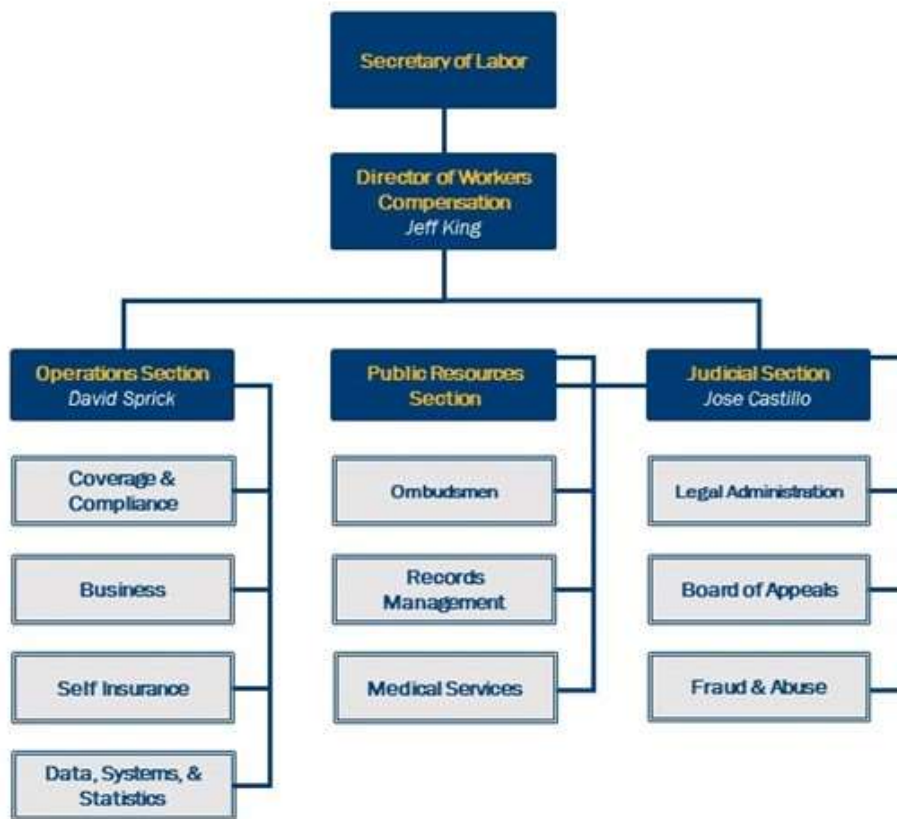 Secretary of Labor
Director of Workers
Compensation
Jeff King
Operations Section
David Sprick
Public Resources
Section
Judicial Section
Jose Castillo
Coverage &
Compliance
Business
Self Insurance
Data, Systems, &
Statistics
Ombudsmen
Records
Management
Medical Services
Legal Administration
Board of Appeals
Fraud & Abuse